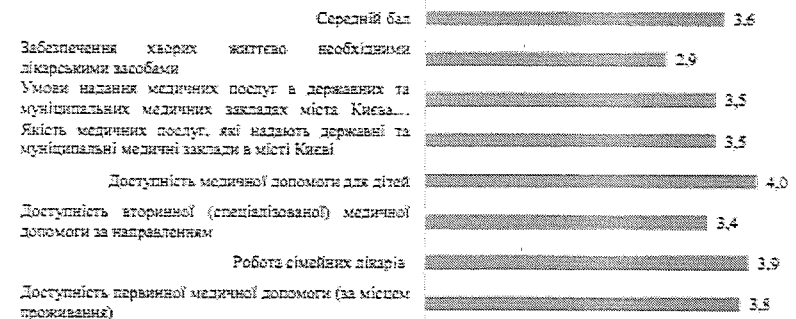 Середній бал 3,6
Забезпечення хворих життєво необхідними
лікарськими засобами 2,9
Умови надання медичних послуг в державних та
муніципальних медичних закладах міста Києва… 3,5
Якість медичних послуг, які надають державні та
муніципальні медичні заклади в місті Києві 3,5
Доступність медичної допомоги для дітей 4,0
Доступність вторинної (спеціалізованої) медичної
допомоги за направленням 3,4
Робота сімейних лікарів 3,9
Доступність первинної медичної допомоги (за місцем
проживання) 3,8